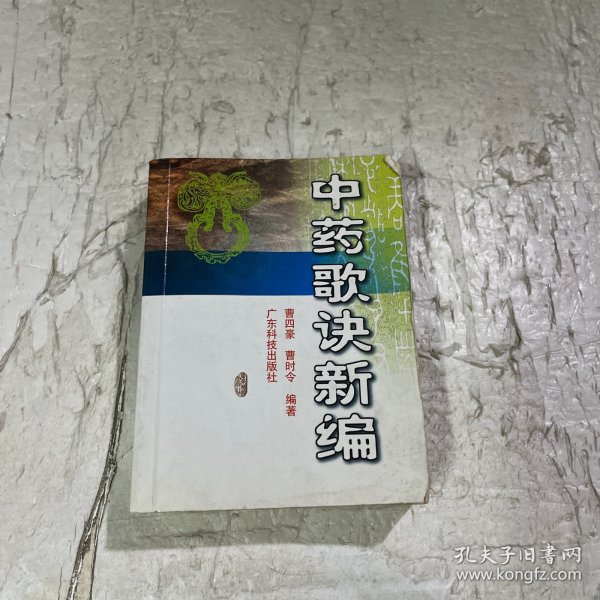 中药歌诀新编
曹四豪 曹时令 编著
广东科技出版社
孔夫子旧书网
www.kongfz.com